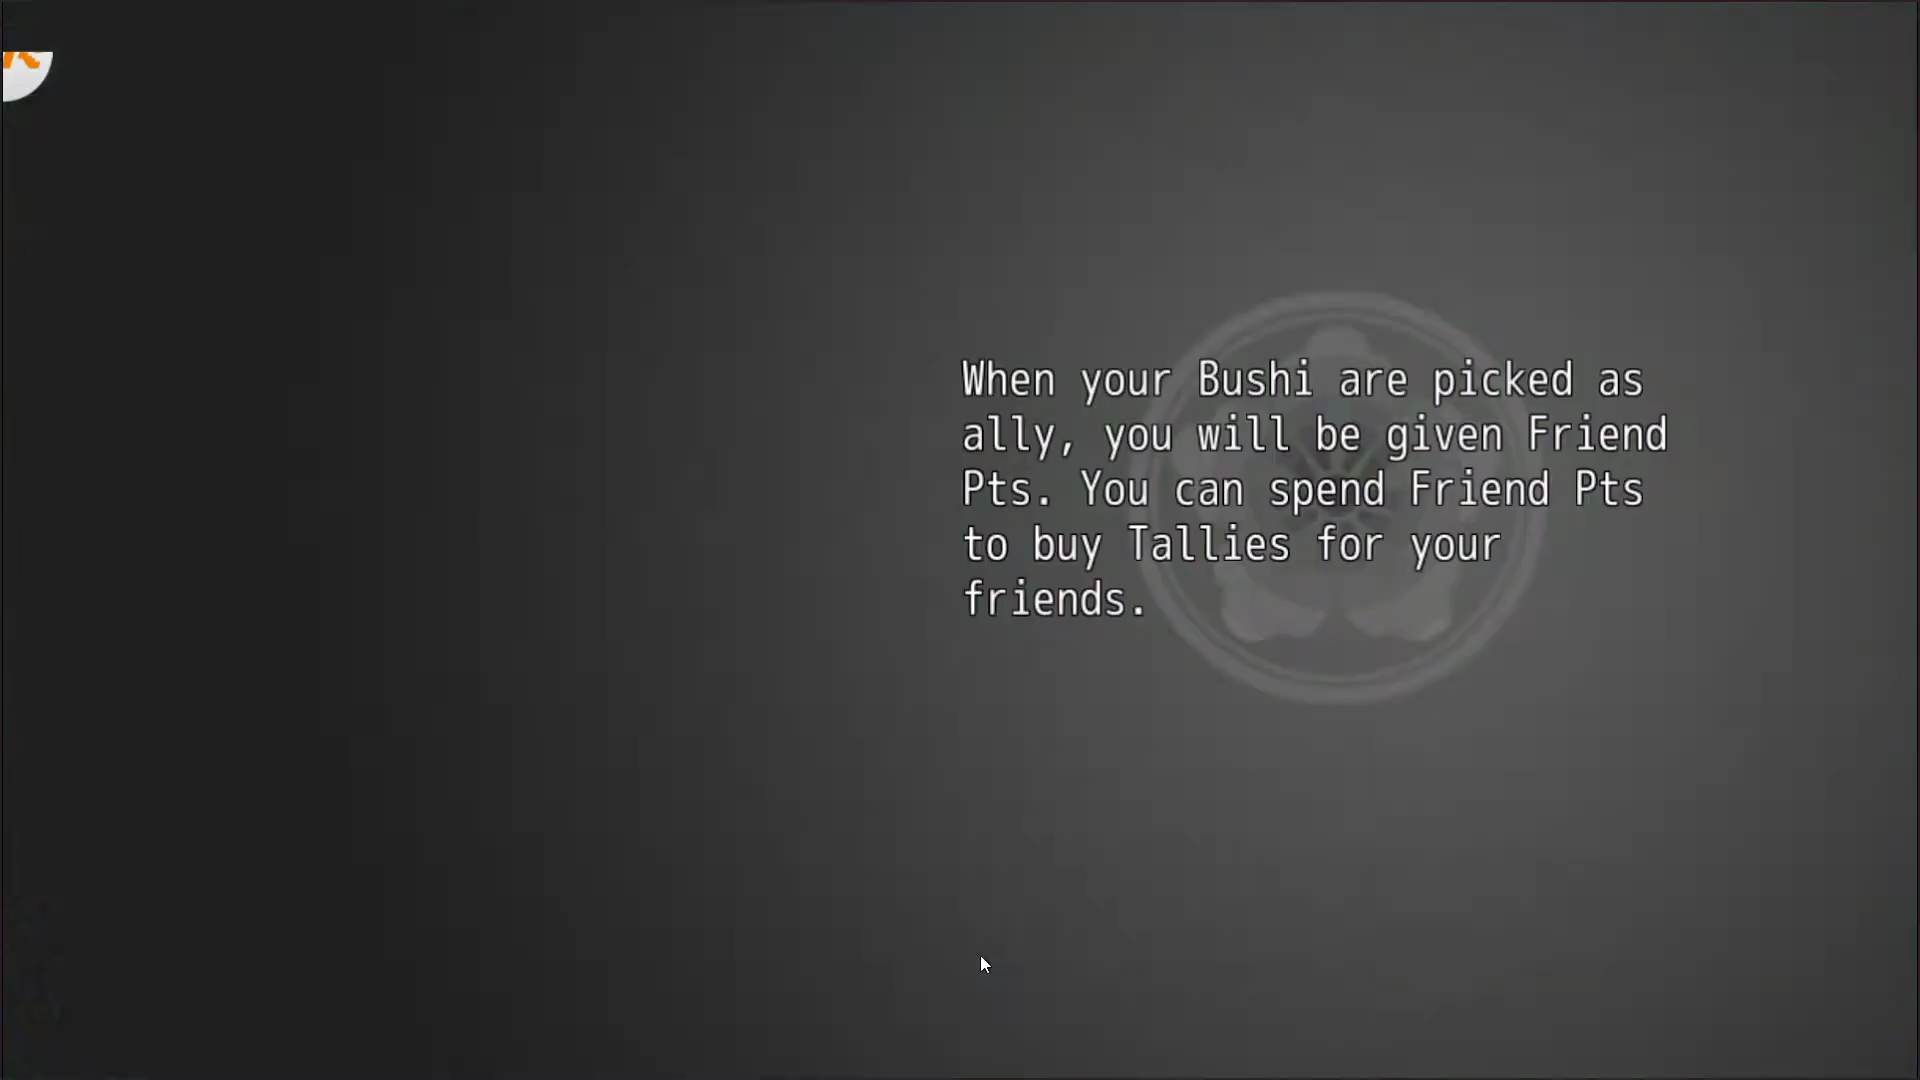 When your Bushi are picked as
ally, you will be given Friend
Pts. You can spend Friend Pts
to buy Tallies for your
friends.